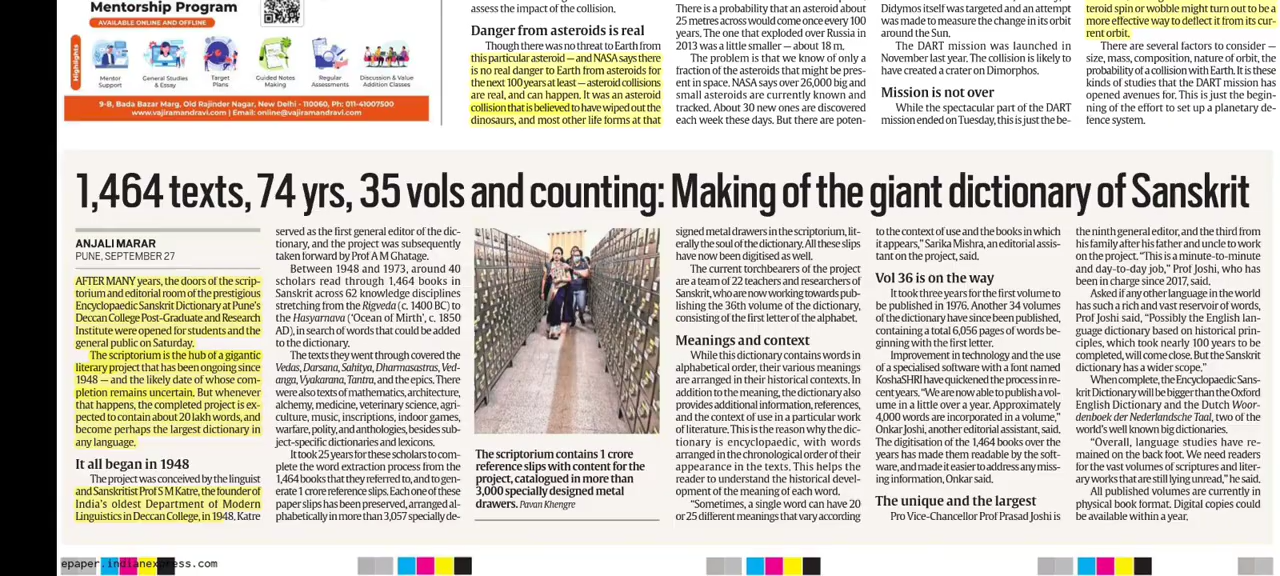 Mentorship Program
AVAILABLE ONLINE AND OFFLINE
Highlights
Mentor
Support
General Studies
& Essay
Target
Plans
Guided Notes
Making
Regular
Assessments
Discussion & Value
Addition Classes
9-B, Bada Bazar Marg, Old Rajinder Nagar, New Delhi - 110060, Ph: 011-41007500
www.vajiramandravi.com | Email: online@vajiramandravi.com
assess the impact of the collision.
Danger from asteroids is real
Though there was no threat to Earth from
this particular asteroid — and NASA says there
is no real danger to Earth from asteroids for
the next 100 years at least — asteroid collisions
are real, and can happen. It was an asteroid
collision that is believed to have wiped out the
dinosaurs, and most other life forms at that
There is a probability that an asteroid about
25 metres across would come once every 100
years. The one that exploded over Russia in
2013 was a little smaller — about 18 m.
The problem is that we know of only a
fraction of the asteroids that might be pres-
ent in space. NASA says over 26,000 big and
small asteroids are currently known and
tracked. About 30 new ones are discovered
each week these days. But there are poten-
Didymos itself was targeted and an attempt
was made to measure the change in its orbit
around the Sun.
The DART mission was launched in
November last year. The collision is likely to
have created a crater on Dimorphos.
Mission is not over
While the spectacular part of the DART
mission ended on Tuesday, this is just the be-
teroid spin or wobble might turn out to be a
more effective way to deflect it from its cur-
rent orbit.
There are several factors to consider —
size, mass, composition, nature of orbit, the
probability of a collision with Earth. It is these
kinds of studies that the DART mission has
opened avenues for. This is just the begin-
ning of the effort to set up a planetary de-
fence system.
1,464 texts, 74 yrs, 35 vols and counting: Making of the giant dictionary of Sanskrit
ANJALI MARAR
PUNE, SEPTEMBER 27
AFTER MANY years, the doors of the scrip-
torium and editorial room of the prestigious
Encyclopaedic Sanskrit Dictionary at Pune's
Deccan College Post-Graduate and Research
Institute were opened for students and the
general public on Saturday.
The scriptorium is the hub of a gigantic
literary project that has been ongoing since
1948 — and the likely date of whose com-
pletion remains uncertain. But whenever
that happens, the completed project is ex-
pected to contain about 20 lakh words, and
become perhaps the largest dictionary in
any language.
It all began in 1948
The project was conceived by the linguist
and Sanskritist Prof S M Katre, the founder of
India's oldest Department of Modern
Linguistics in Deccan College, in 1948. Katre
served as the first general editor of the dic-
tionary, and the project was subsequently
taken forward by Prof A M Ghatage.
Between 1948 and 1973, around 40
scholars read through 1,464 books in
Sanskrit across 62 knowledge disciplines
stretching from the Rigveda (c. 1400 BC) to
the Hasyarnava ('Ocean of Mirth', c. 1850
AD), in search of words that could be added
to the dictionary.
The texts they went through covered the
Vedas, Darsana, Sahitya, Dharmasastras, Ved-
anga, Vyakarana, Tantra, and the epics. There
were also texts of mathematics, architecture,
alchemy, medicine, veterinary science, agri-
culture, music, inscriptions, indoor games,
warfare, polity, and anthologies, besides sub-
ject-specific dictionaries and lexicons.
It took 25 years for these scholars to com-
plete the word extraction process from the
1,464 books that they referred to, and to gen-
erate 1 crore reference slips. Each one of these
paper slips has been preserved, arranged al-
phabetically in more than 3,057 specially de-
The scriptorium contains 1 crore
reference slips with content for the
project, catalogued in more than
3,000 specially designed metal
drawers. Pavan Khengre
signed metal drawers in the scriptorium, lit-
erally the soul of the dictionary. All these slips
have now been digitised as well.
The current torchbearers of the project
are a team of 22 teachers and researchers of
Sanskrit, who are now working towards pub-
lishing the 36th volume of the dictionary,
consisting of the first letter of the alphabet.
Meanings and context
While this dictionary contains words in
alphabetical order, their various meanings
are arranged in their historical contexts. In
addition to the meaning, the dictionary also
provides additional information, references,
and the context of use in a particular work
of literature. This is the reason why the dic-
tionary is encyclopaedic, with words
arranged in the chronological order of their
appearance in the texts. This helps the
reader to understand the historical devel-
opment of the meaning of each word.
"Sometimes, a single word can have 20
or 25 different meanings that vary according
to the context of use and the books in which
it appears," Sarika Mishra, an editorial assis-
tant on the project, said.
Vol 36 is on the way
It took three years for the first volume to
be published in 1976. Another 34 volumes
of the dictionary have since been published,
containing a total 6,056 pages of words be-
ginning with the first letter.
Improvement in technology and the use
of a specialised software with a font named
KoshaSHRI have quickened the process in re-
cent years. "We are now able to publish a vol-
ume in a little over a year. Approximately
4,000 words are incorporated in a volume,"
Onkar Joshi, another editorial assistant, said.
The digitisation of the 1,464 books over the
years has made them readable by the soft-
ware, and made it easier to address any miss-
ing information, Onkar said.
The unique and the largest
Pro Vice-Chancellor Prof Prasad Joshi is
the ninth general editor, and the third from
his family after his father and uncle to work
on the project. "This is a minute-to-minute
and day-to-day job," Prof Joshi, who has
been in charge since 2017, said.
Asked if any other language in the world
has such a rich and vast reservoir of words,
Prof Joshi said, "Possibly the English lan-
guage dictionary based on historical prin-
ciples, which took nearly 100 years to be
completed, will come close. But the Sanskrit
dictionary has a wider scope."
When complete, the Encyclopaedic Sans-
krit Dictionary will be bigger than the Oxford
English Dictionary and the Dutch Woor-
denboek der Nederlandsche Taal, two of the
world's well known big dictionaries.
"Overall, language studies have re-
mained on the back foot. We need readers
for the vast volumes of scriptures and liter-
ary works that are still lying unread," he said.
All published volumes are currently in
physical book format. Digital copies could
be available within a year.
epaper.indianexpress.com